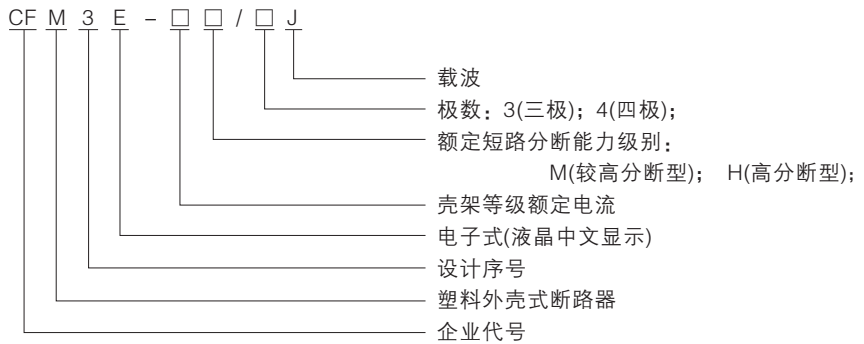 CF M 3 E - □ □ / □ J
载波
极数：3(三极)；4(四极)；
额定短路分断能力级别：
M(较高分断型)； H(高分断型)；
壳架等级额定电流
电子式(液晶中文显示)
设计序号
塑料外壳式断路器
企业代号